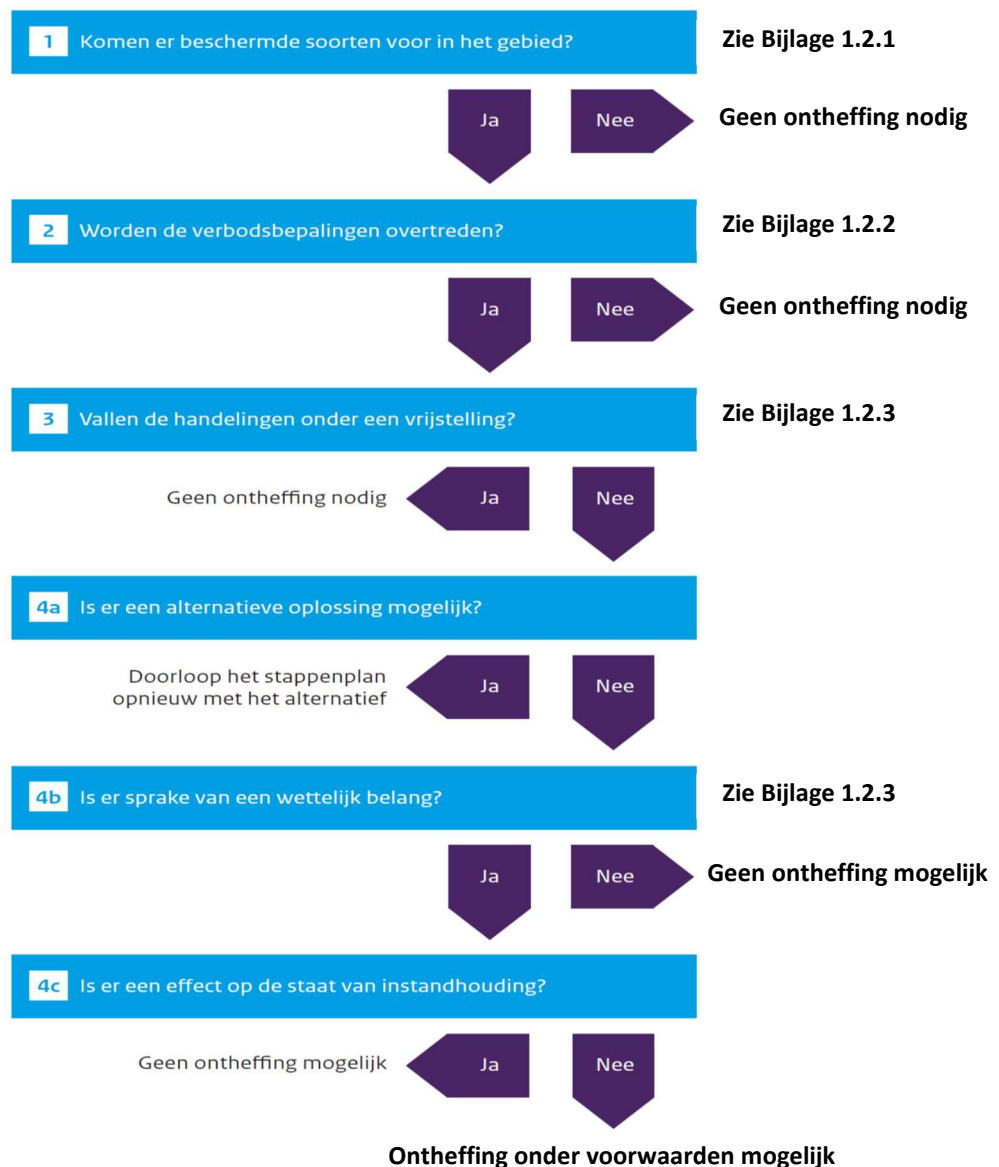 1 Komen er beschermde soorten voor in het gebied? Zie Bijlage 1.2.1
Ja Nee Geen ontheffing nodig
2 Worden de verbodsbepalingen overtreden? Zie Bijlage 1.2.2
Ja Nee Geen ontheffing nodig
3 Vallen de handelingen onder een vrijstelling? Zie Bijlage 1.2.3
Geen ontheffing nodig Ja Nee
4a Is er een alternatieve oplossing mogelijk?
Doorloop het stappenplan
opnieuw met het alternatief Ja Nee
4b Is er sprake van een wettelijk belang? Zie Bijlage 1.2.3
Ja Nee Geen ontheffing mogelijk
4c Is er een effect op de staat van instandhouding?
Geen ontheffing mogelijk Ja Nee
Ontheffing onder voorwaarden mogelijk